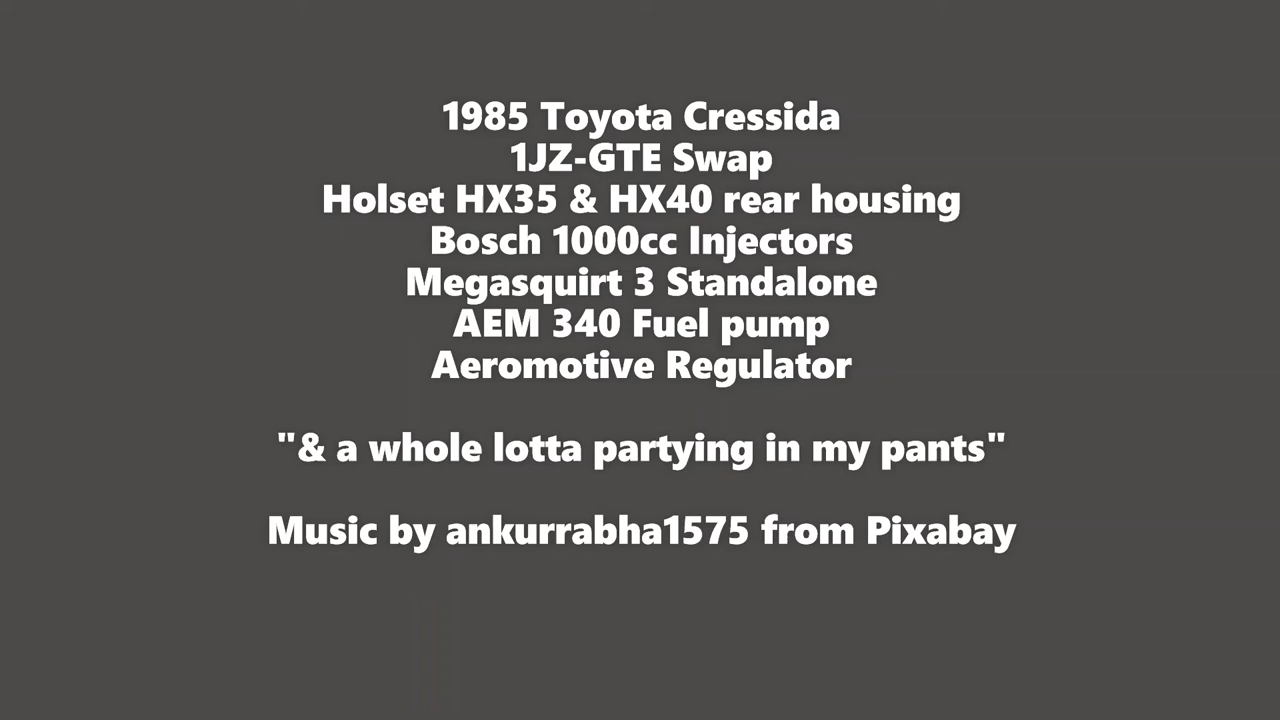 1985 Toyota Cressida
1JZ-GTE Swap
Holset HX35 & HX40 rear housing
Bosch 1000cc Injectors
Megasquirt 3 Standalone
AEM 340 Fuel pump
Aeromotive Regulator
"& a whole lotta partying in my pants"
Music by ankurrabha1575 from Pixabay